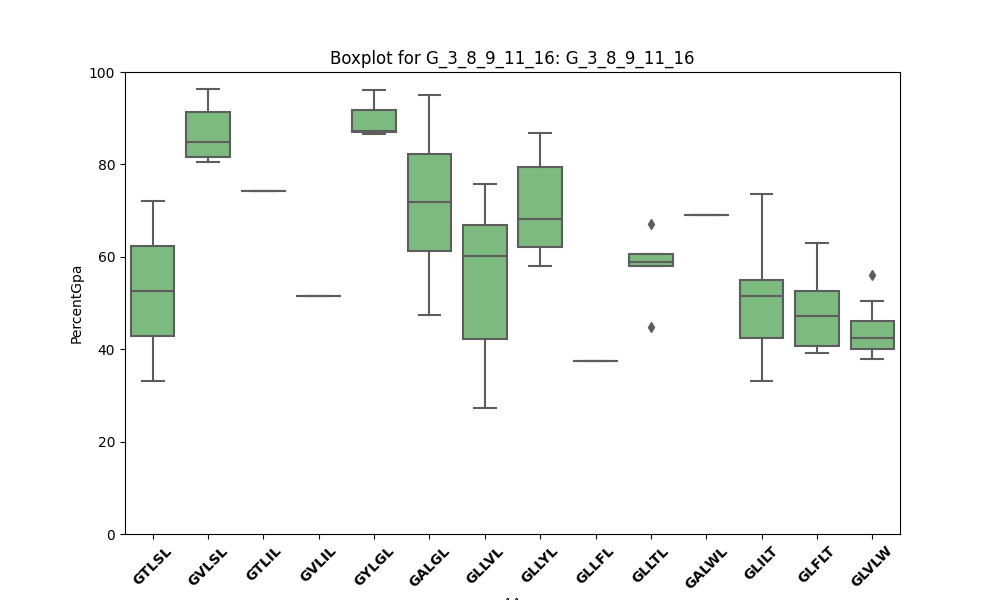 Boxplot for G_3_8_9_11_16: G_3_8_9_11_16
100
80
60
40
20
0
PercentGpa
GTLSL GVLSL GTLIL GVLIL GYLGL GALGL GLLVL GLLYL GLLFL GLLTL GALWL GLILT GLFLT GLVLW